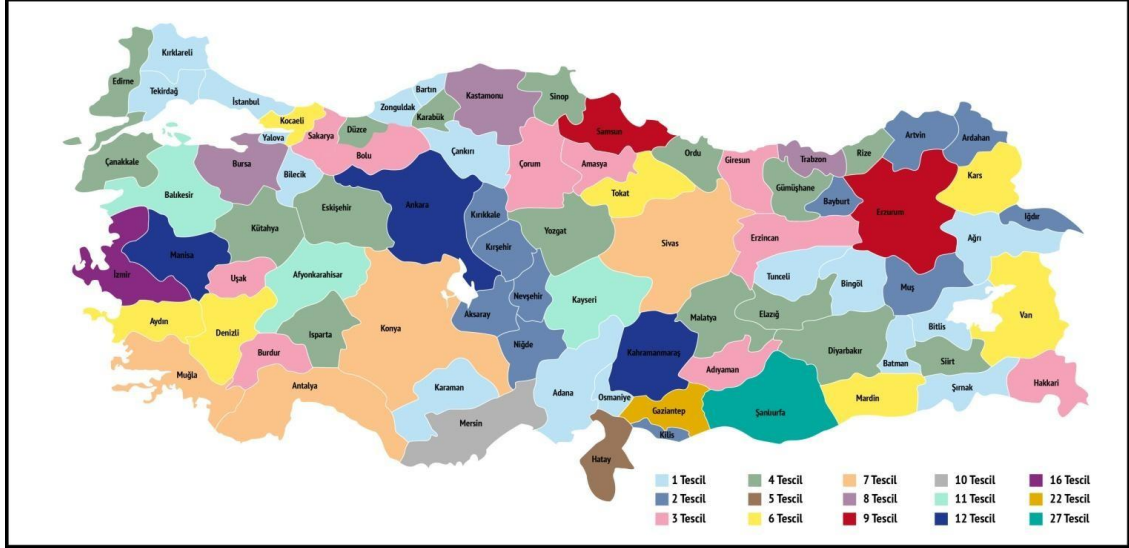 Kırklareli
Edirne
Tekirdağ
İstanbul
Kocaeli
Yalova
Sakarya
Düzce
Bolu
Zonguldak
Bartın
Karabük
Kastamonu
Sinop
Samsun
Çankırı
Çorum
Amasya
Ordu
Giresun
Trabzon
Rize
Artvin
Ardahan
Kars
Iğdır
Ağrı
Erzurum
Bayburt
Gümüşhane
Tokat
Çanakkale
Balıkesir
Bursa
Bilecik
Kütahya
Eskişehir
Ankara
Kırıkkale
Kırşehir
Yozgat
Sivas
Erzincan
Tunceli
Bingöl
Muş
Bitlis
Van
İzmir
Manisa
Uşak
Afyonkarahisar
Konya
Aksaray
Nevşehir
Niğde
Kayseri
Malatya
Elazığ
Diyarbakır
Batman
Siirt
Şırnak
Hakkari
Aydın
Denizli
Isparta
Burdur
Muğla
Antalya
Karaman
Mersin
Adana
Osmaniye
Kahramanmaraş
Adıyaman
Gaziantep
Kilis
Şanlıurfa
Mardin
Hatay
1 Tescil
2 Tescil
3 Tescil
4 Tescil
5 Tescil
6 Tescil
7 Tescil
8 Tescil
9 Tescil
10 Tescil
11 Tescil
12 Tescil
16 Tescil
22 Tescil
27 Tescil